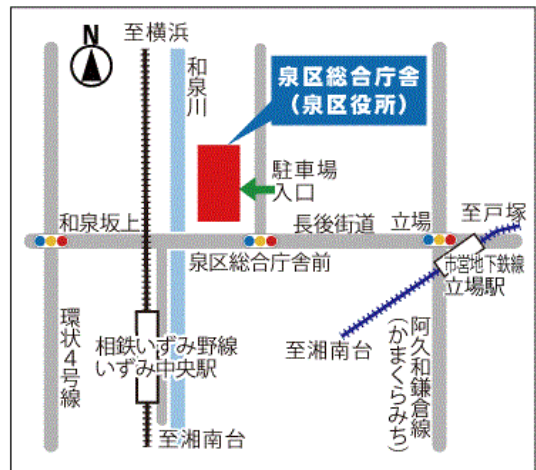 N
至横浜
和泉川
泉区総合庁舎
（泉区役所）
駐車場
入口
和泉坂上
長後街道
立場
至戸塚
泉区総合庁舎前
市営地下鉄線
立場駅
環状4号線
相鉄いずみ野線
いずみ中央駅
至湘南台
阿久和鎌倉線
（かまくらみち）
至湘南台